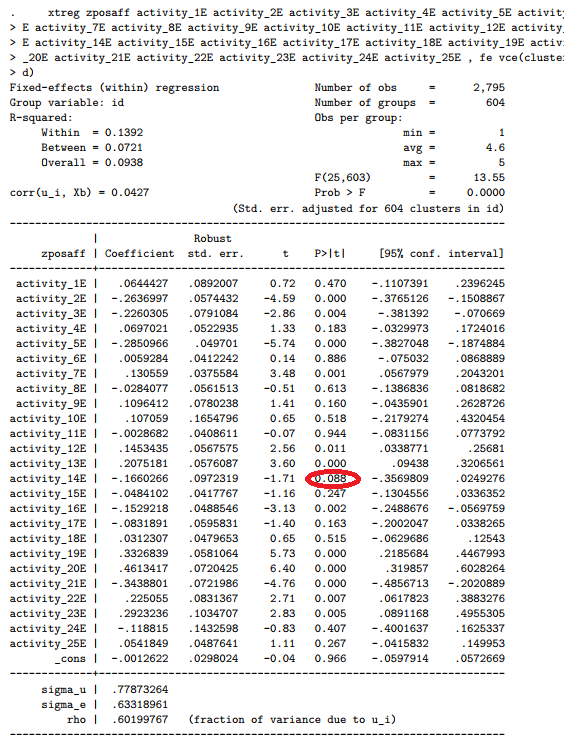 . xtreg zposaff activity_1E activity_2E activity_3E activity_4E activity_5E activity
> E activity_7E activity_8E activity_9E activity_10E activity_11E activity_12E activ
> E activity_14E activity_15E activity_16E activity_17E activity_18E activity_19E activ
> _20E activity_21E activity_22E activity_23E activity_24E activity_25E , fe vce(cluster
> d)
Fixed-effects (within) regression Number of obs = 2,795
Group variable: id Number of groups = 604
R-squared: Obs per group:
Within = 0.1392 min = 1
Between = 0.0721 avg = 4.6
Overall = 0.0938 max = 5
F(25,603) = 13.55
corr(u_i, Xb) = 0.0427 Prob > F = 0.0000
(Std. err. adjusted for 604 clusters in id)
| Robust
zposaff | Coefficient std. err. t P>|t| [95% conf. interval]
activity_1E | .0644427 .0892007 0.72 0.470 -.1107391 .2396245
activity_2E | -.2636997 .0574432 -4.59 0.000 -.3765126 -.1508867
activity_3E | -.2260305 .0791084 -2.86 0.004 -.381392 -.070669
activity_4E | .0697021 .0522935 1.33 0.183 -.0329973 .1724016
activity_5E | -.2850966 .049701 -5.74 0.000 -.3827048 -.1874884
activity_6E | .0059284 .0412242 0.14 0.886 -.075032 .0868889
activity_7E | .130559 .0375584 3.48 0.001 .0567979 .2043201
activity_8E | -.0284077 .0561513 -0.51 0.613 -.1386836 .0818682
activity_9E | .1096412 .0780238 1.41 0.160 -.0435901 .2628726
activity_10E | .107059 .1654796 0.65 0.518 -.2179274 .4320454
activity_11E | -.0028682 .0408611 -0.07 0.944 -.0831156 .0773792
activity_12E | .1453435 .0567575 2.56 0.011 .0338771 .25681
activity_13E | .2075181 .0576087 3.60 0.000 .09438 .3206561
activity_14E | -.1660266 .0972319 -1.71 0.088 -.3569809 .0249276
activity_15E | -.0484102 .0417767 -1.16 0.247 -.1304556 .0336352
activity_16E | -.1529218 .0488546 -3.13 0.002 -.2488676 -.0569759
activity_17E | -.0831891 .0595831 -1.40 0.163 -.2002047 .0338265
activity_18E | .0312307 .0479653 0.65 0.515 -.0629686 .12543
activity_19E | .3326839 .0581064 5.73 0.000 .2185684 .4467993
activity_20E | .4613417 .0720425 6.40 0.000 .319857 .6028264
activity_21E | -.3438801 .0721986 -4.76 0.000 -.4856713 -.2020889
activity_22E | .225055 .0831367 2.71 0.007 .0617823 .3883276
activity_23E | .2923236 .1034707 2.83 0.005 .0891168 .4955305
activity_24E | -.118815 .1432598 -0.83 0.407 -.4001637 .1625337
activity_25E | .0541849 .0487641 1.11 0.267 -.0415832 .149953
_cons | -.0012622 .0298024 -0.04 0.966 -.0597914 .0572669
sigma_u | .77873264
sigma_e | .63318961
rho | .60199767 (fraction of variance due to u_i)